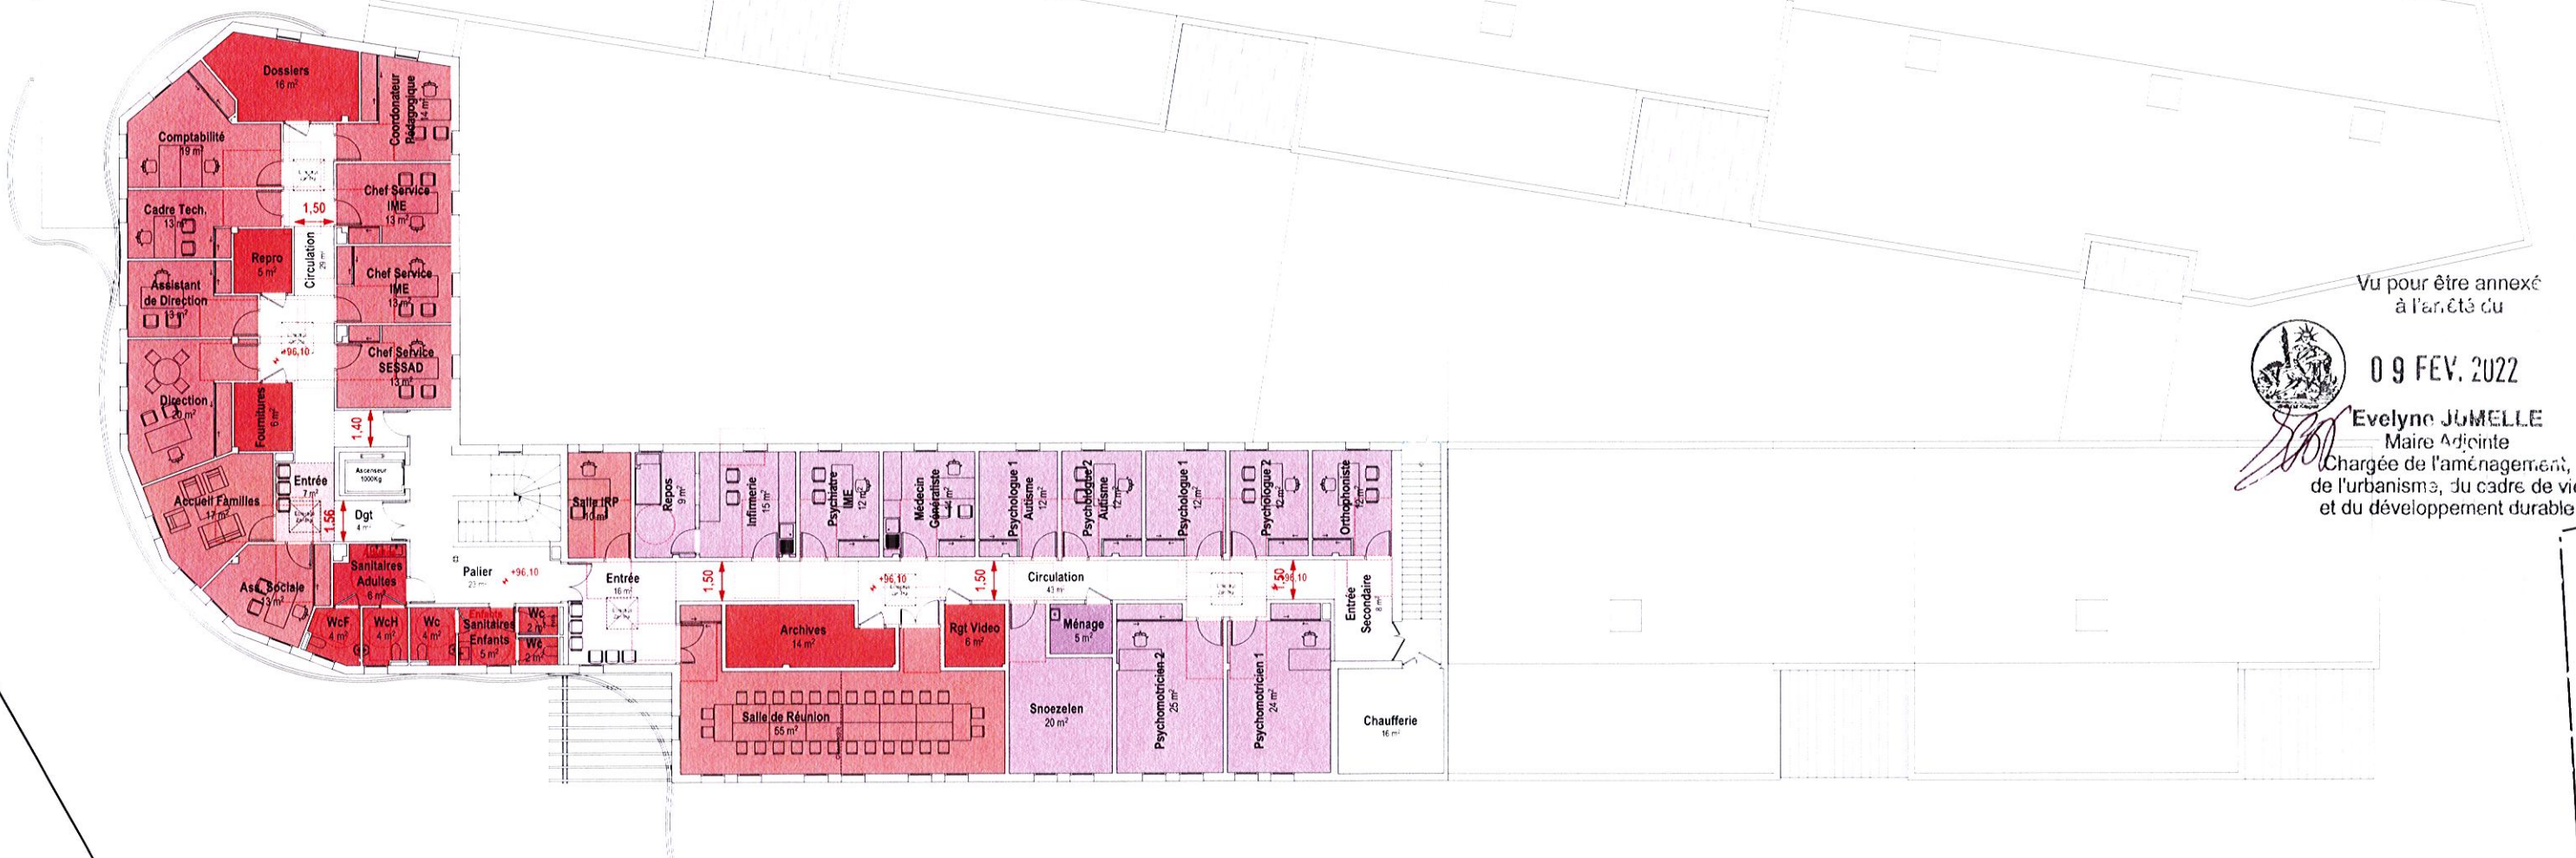 Dossiers
16 m²
Coordonateur
Pédagogique
14 m²
Comptabilité
19 m²
Chef Service
IME
13 m²
Cadre Tech.
13 m²
1,50
Circulation
29 m²
Repro
5 m²
Chef Service
IME
13 m²
Assistant
de Direction
13 m²
+96,10
Chef Service
SESSAD
13 m²
Direction
20 m²
Fournitures
6 m²
1,40
Ascenseur
1000Kg
Entrée
7 m²
Accueil Familles
17 m²
1,56
Dgt
4 m²
Ass. Sociale
13 m²
Sanitaires
Adultes
6 m²
Palier
23 m²
+96,10
WcF
4 m²
WcH
4 m²
Wc
4 m²
Enfants
Sanitaires
Enfants
5 m²
Wc
2 m²
Wc
2 m²
Salle IRP
10 m²
Repos
9 m²
Infirmerie
15 m²
Psychiatre
IME
12 m²
Médecin
Généraliste
14 m²
Psychologue 1
Autisme
12 m²
Psychologue 2
Autisme
12 m²
Psychologue 1
12 m²
Psychologue 2
12 m²
Orthophoniste
12 m²
Entrée
16 m²
1,50
+96,10
1,50
Circulation
43 m²
1,50
+96,10
Entrée
Secondaire
8 m²
Archives
14 m²
Rgt Video
6 m²
Ménage
5 m²
Salle de Réunion
55 m²
Snoezelen
20 m²
Psychomotricien 2
25 m²
Psychomotricien 1
24 m²
Chaufferie
16 m²
Vu pour être annexé
à l'arrêté du
09 FEV. 2022
Evelyne JUMELLE
Maire Adjointe
Chargée de l'aménagement,
de l'urbanisme, du cadre de vie
et du développement durable